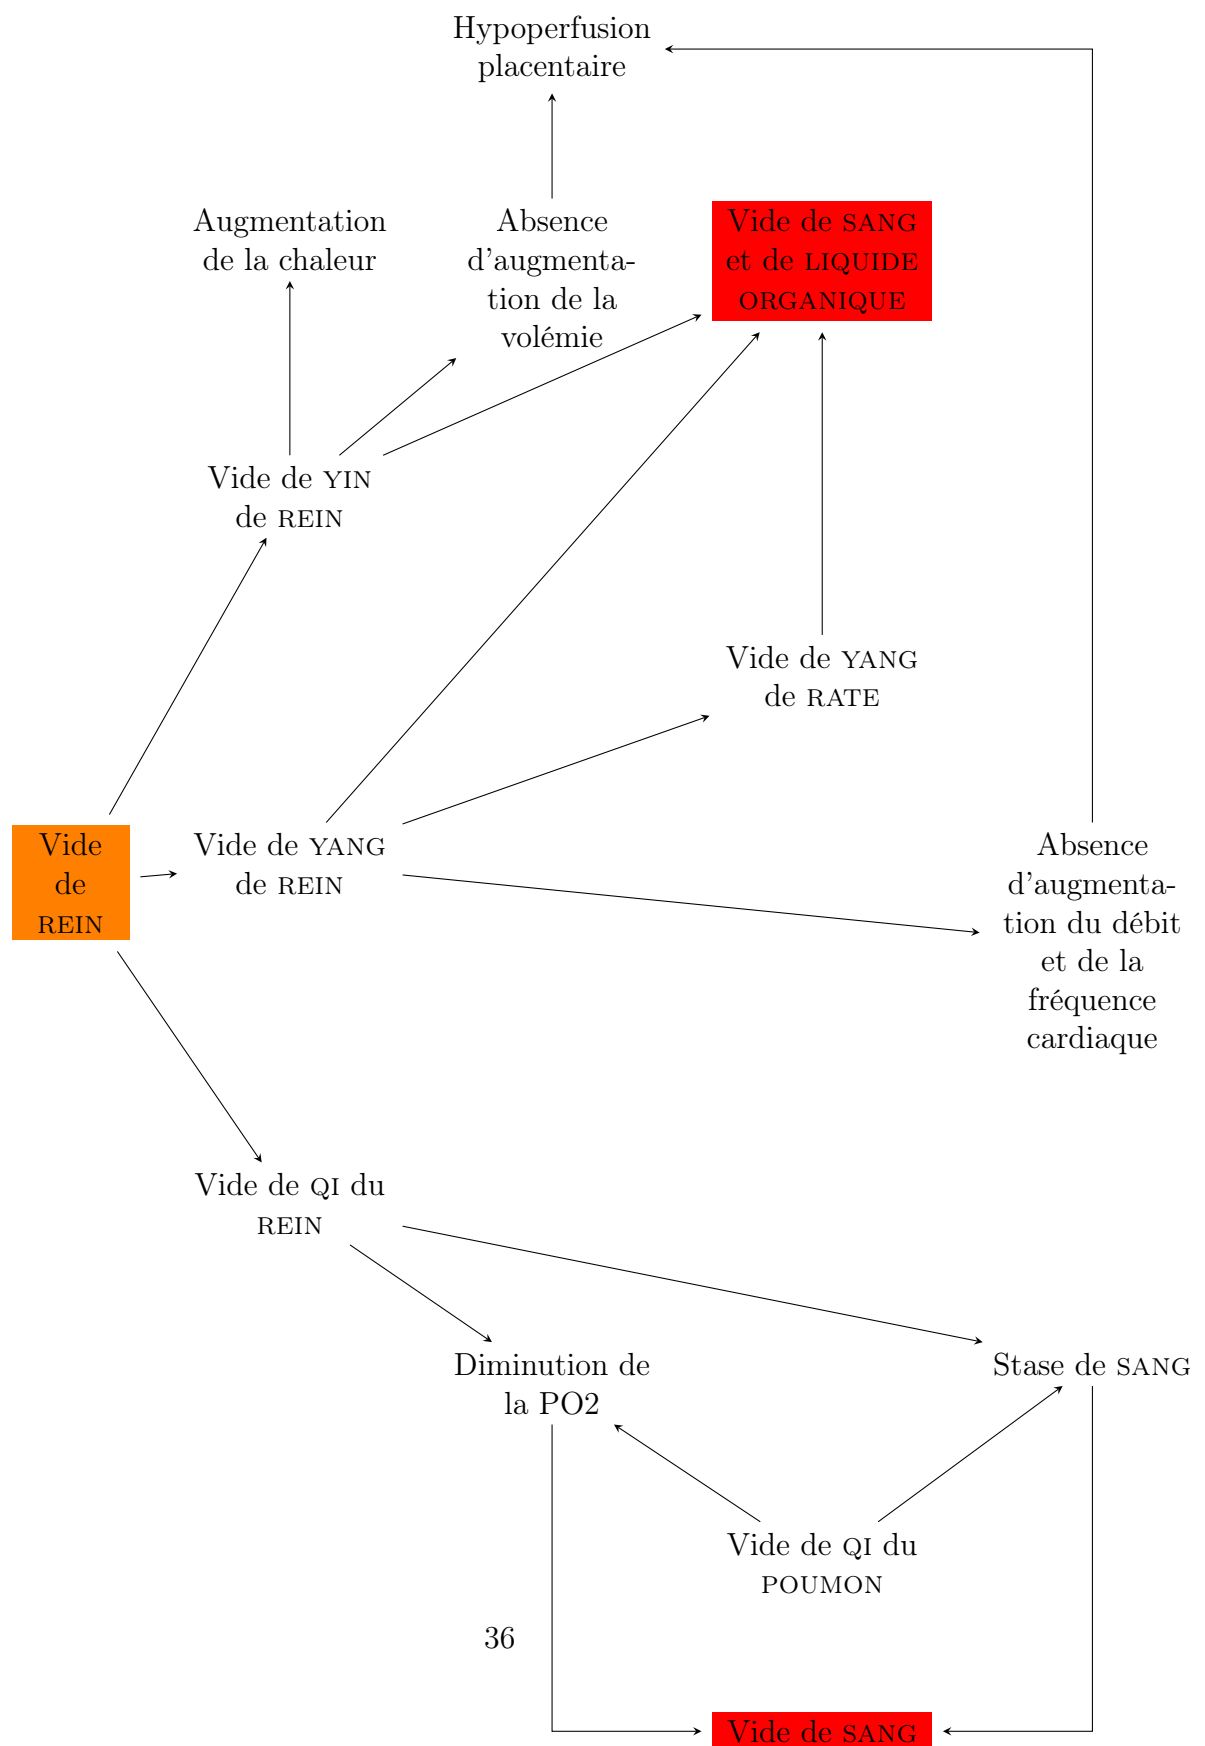 Hypoperfusion
placentaire
Augmentation
de la chaleur
Absence
d'augmenta-
tion de la
volémie
Vide de SANG
et de LIQUIDE
ORGANIQUE
Vide de YIN
de REIN
Vide de YANG
de RATE
Vide
de
REIN
Vide de YANG
de REIN
Absence
d'augmenta-
tion du débit
et de la
fréquence
cardiaque
Vide de QI du
REIN
Diminution de
la PO2
Stase de SANG
Vide de QI du
POUMON
36
Vide de SANG